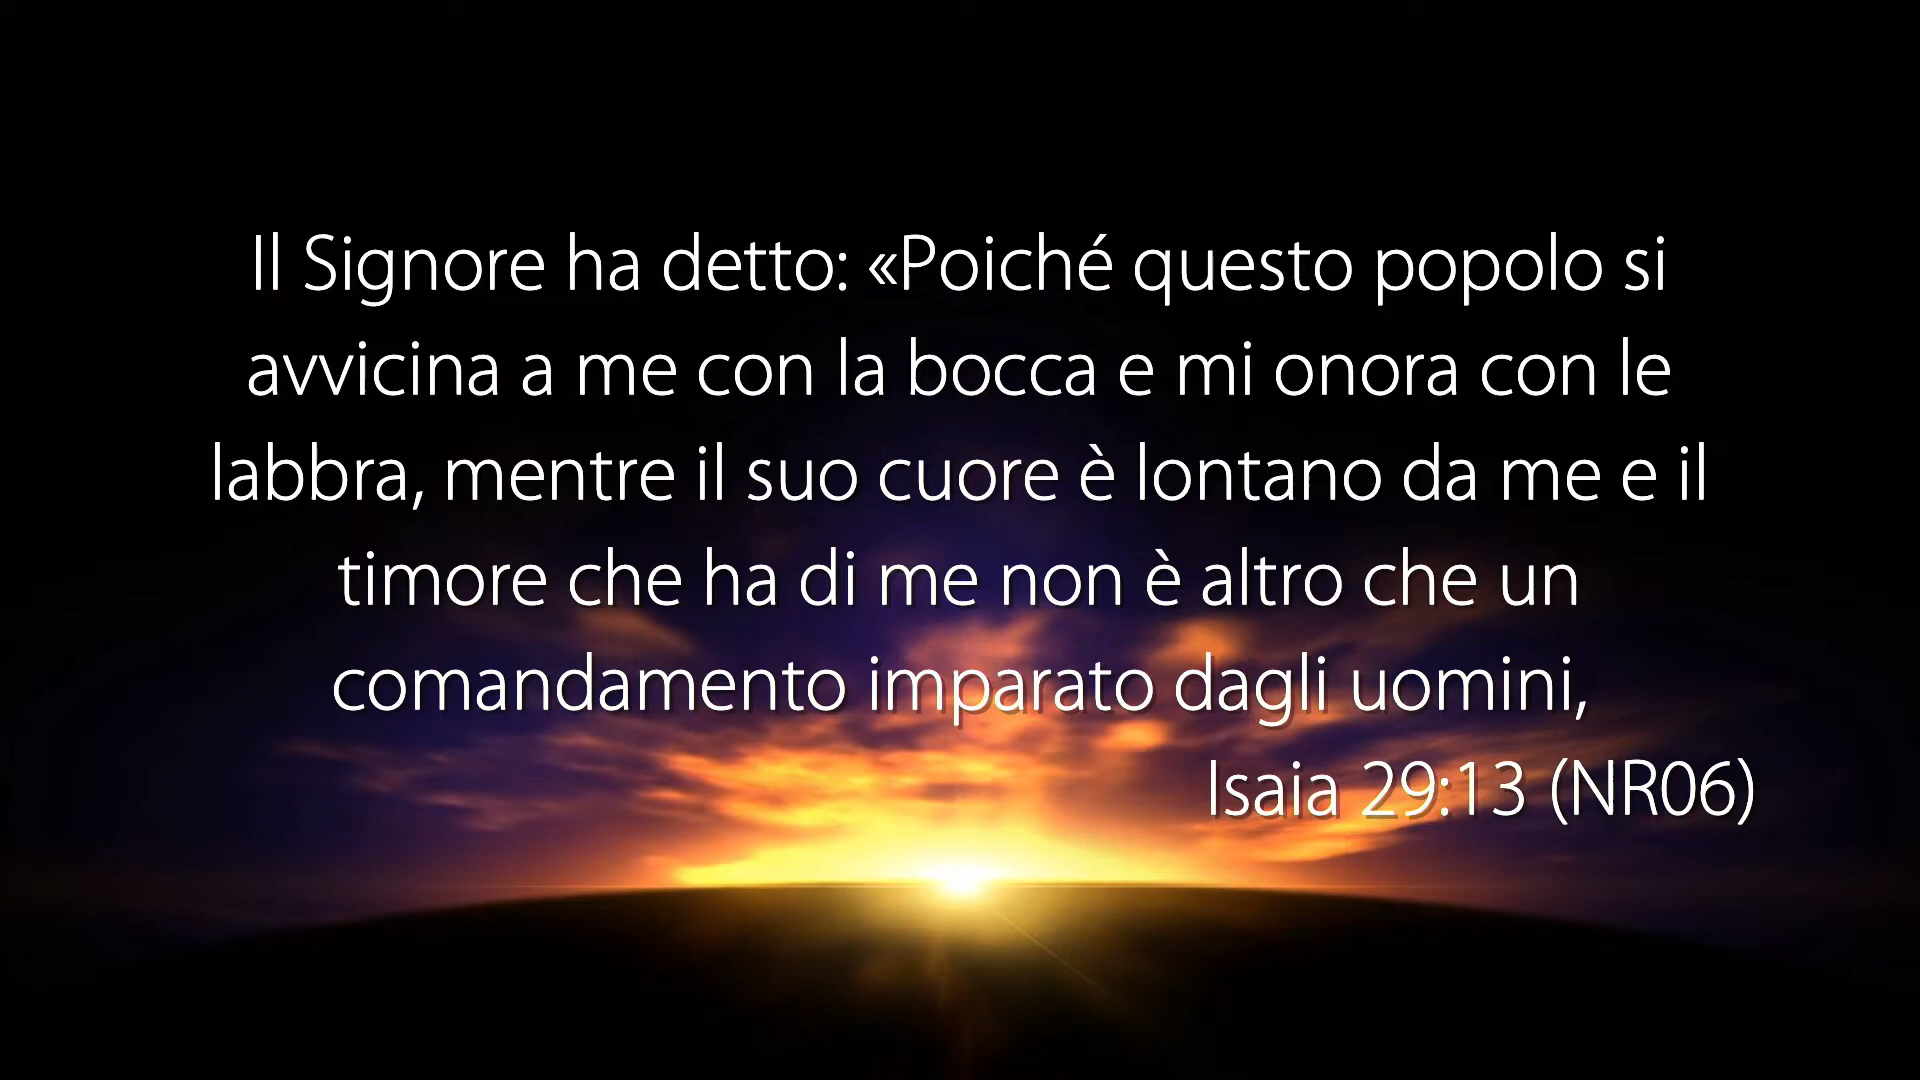 Il Signore ha detto: «Poiché questo popolo si
avvicina a me con la bocca e mi onora con le
labbra, mentre il suo cuore è lontano da me e il
timore che ha di me non è altro che un
comandamento imparato dagli uomini,
Isaia 29:13 (NR06)